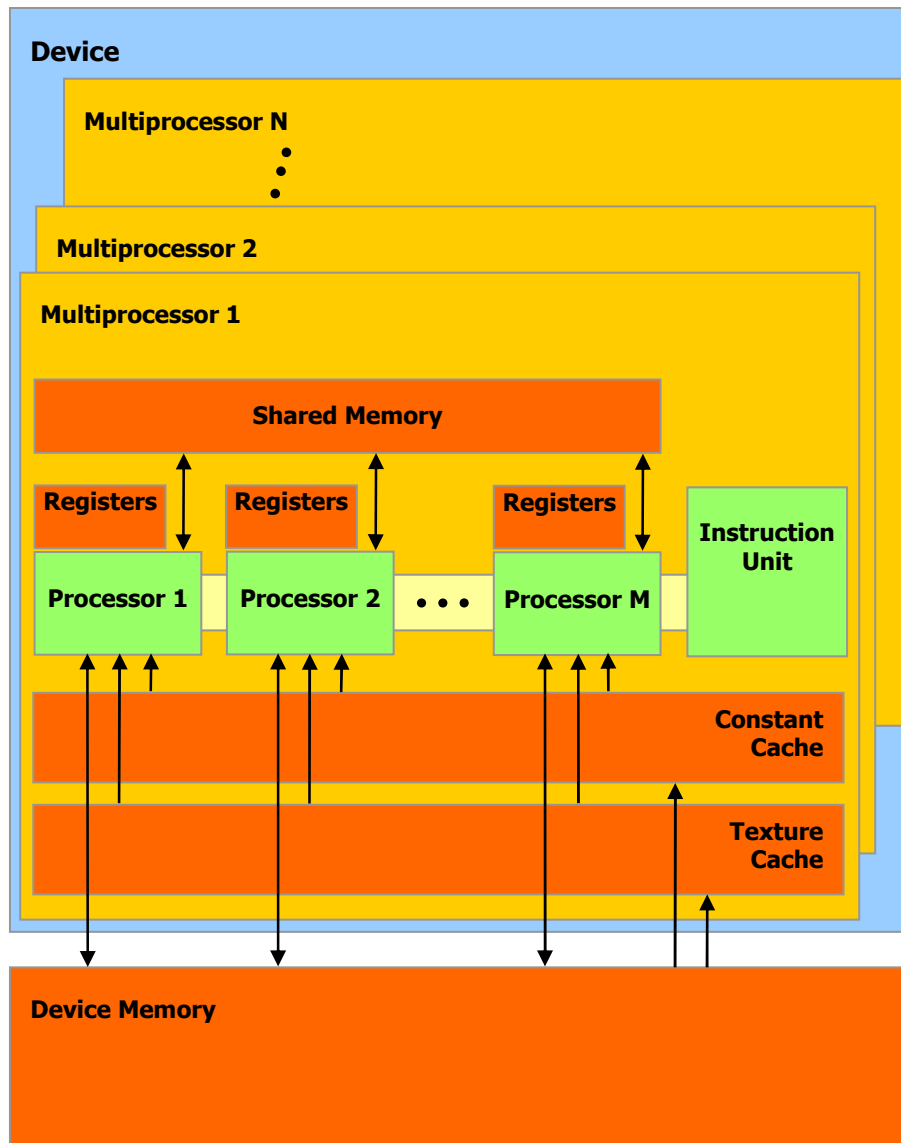 Device
Multiprocessor N
Multiprocessor 2
Multiprocessor 1
Shared Memory
Registers
Registers
Registers
Instruction
Unit
Processor 1
Processor 2
Processor M
Constant
Cache
Texture
Cache
Device Memory